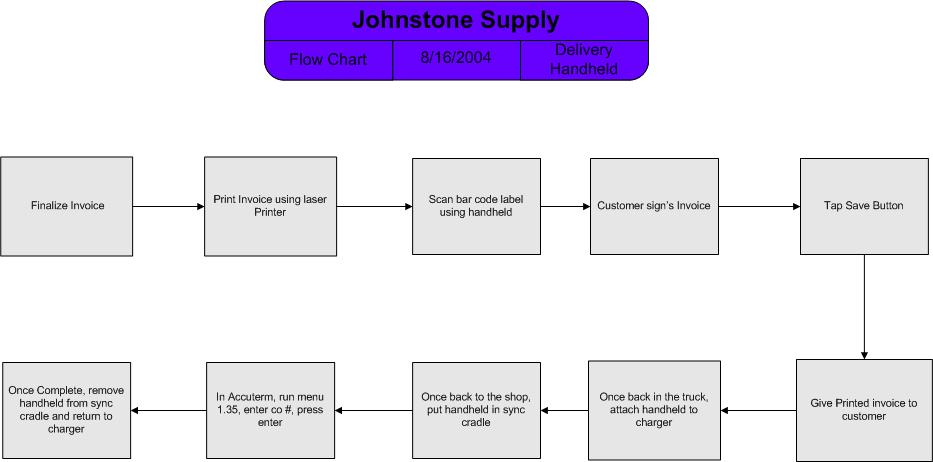 Johnstone Supply
Flow Chart
8/16/2004
Delivery
Handheld
Finalize Invoice
Print Invoice using laser
Printer
Scan bar code label
using handheld
Customer sign's Invoice
Tap Save Button
Give Printed invoice to
customer
Once back in the truck,
attach handheld to
charger
Once back to the shop,
put handheld in sync
cradle
In Accuterm, run menu
1.35, enter co #, press
enter
Once Complete, remove
handheld from sync
cradle and return to
charger